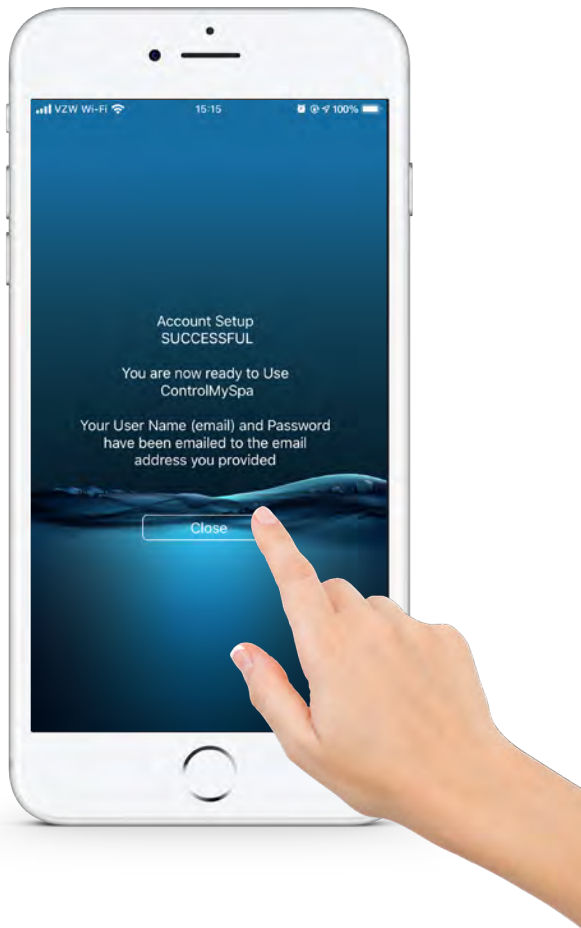 VZW Wi-Fi 15:15 100%
Account Setup
SUCCESSFUL
You are now ready to Use
ControlMySpa
Your User Name (email) and Password
have been emailed to the email
address you provided
Close